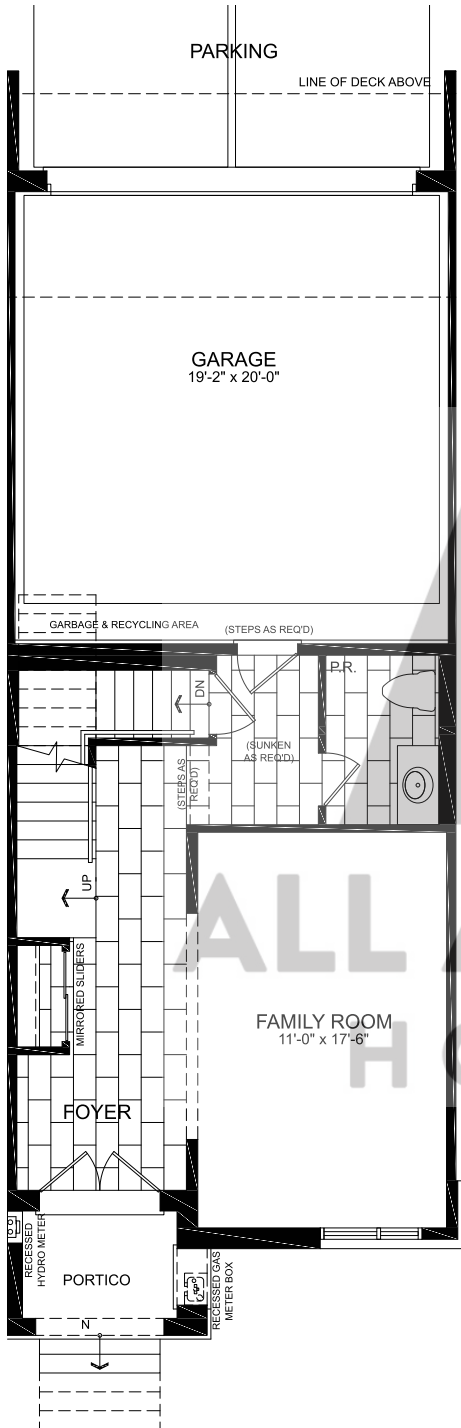 PARKING
LINE OF DECK ABOVE
GARAGE
19'-2" x 20'-0"
GARBAGE & RECYCLING AREA
(STEPS AS REQ'D)
P.R.
DN
(SUNKEN
AS REQ'D)
(STEPS AS
REQ'D)
UP
MIRRORED SLIDERS
ALL A
FAMILY ROOM
11'-0" x 17'-6"
H
FOYER
RECESSED
HYDRO METER
PORTICO
RECESSED GAS
METER BOX
N